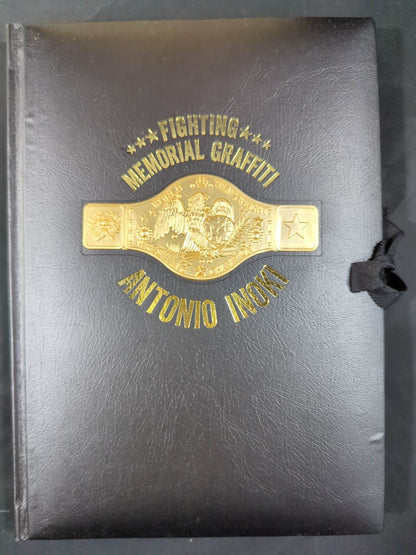 ★★★FIGHTING★★★
MEMORIAL GRAFFITI
ANTONIO INOKI